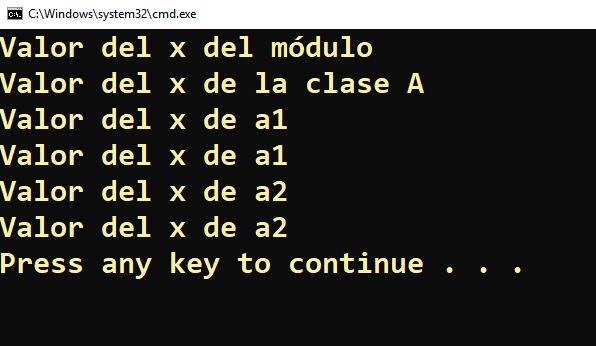 C:\Windows\system32\cmd.exe
Valor del x del módulo
Valor del x de la clase A
Valor del x de a1
Valor del x de a1
Valor del x de a2
Valor del x de a2
Press any key to continue . . .